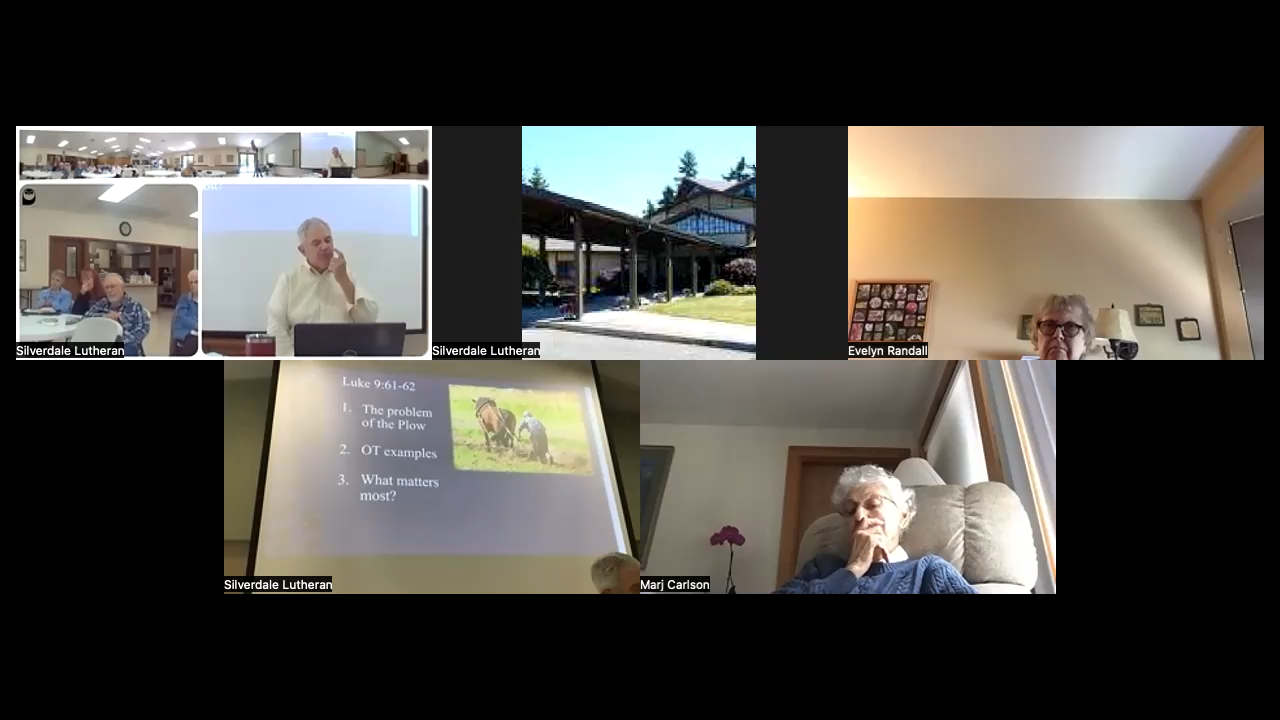 Silverdale Lutheran
Silverdale Lutheran
Evelyn Randall
Luke 9:61-62
1. The problem
of the Plow
2. OT examples
3. What matters
most?
Silverdale Lutheran
Marj Carlson